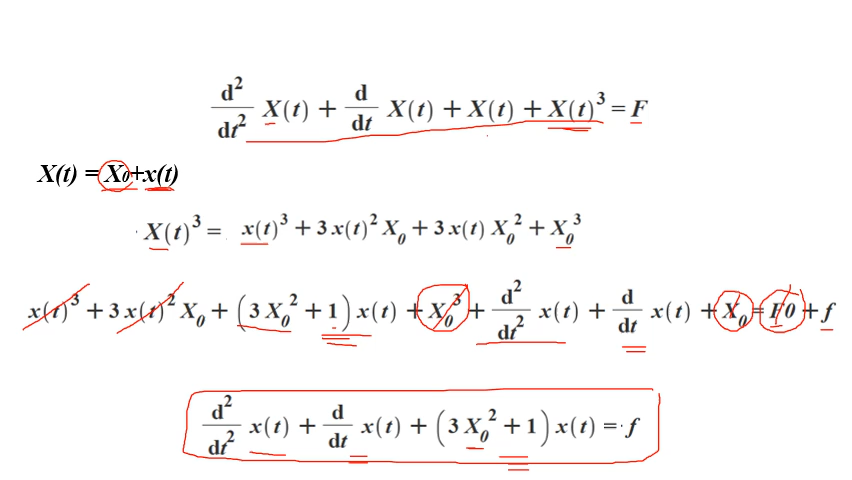 d²/dt² X(t) + d/dt X(t) + X(t) + X(t)³ = F
X(t) = X₀+x(t)
X(t)³ = x(t)³ + 3 x(t)² X₀ + 3 x(t) X₀² + X₀³
x(t)³ + 3 x(t)² X₀ + (3 X₀² + 1) x(t) + X₀³ + d²/dt² x(t) + d/dt x(t) + X₀ = F0 + f
d²/dt² x(t) + d/dt x(t) + (3 X₀² + 1) x(t) = f